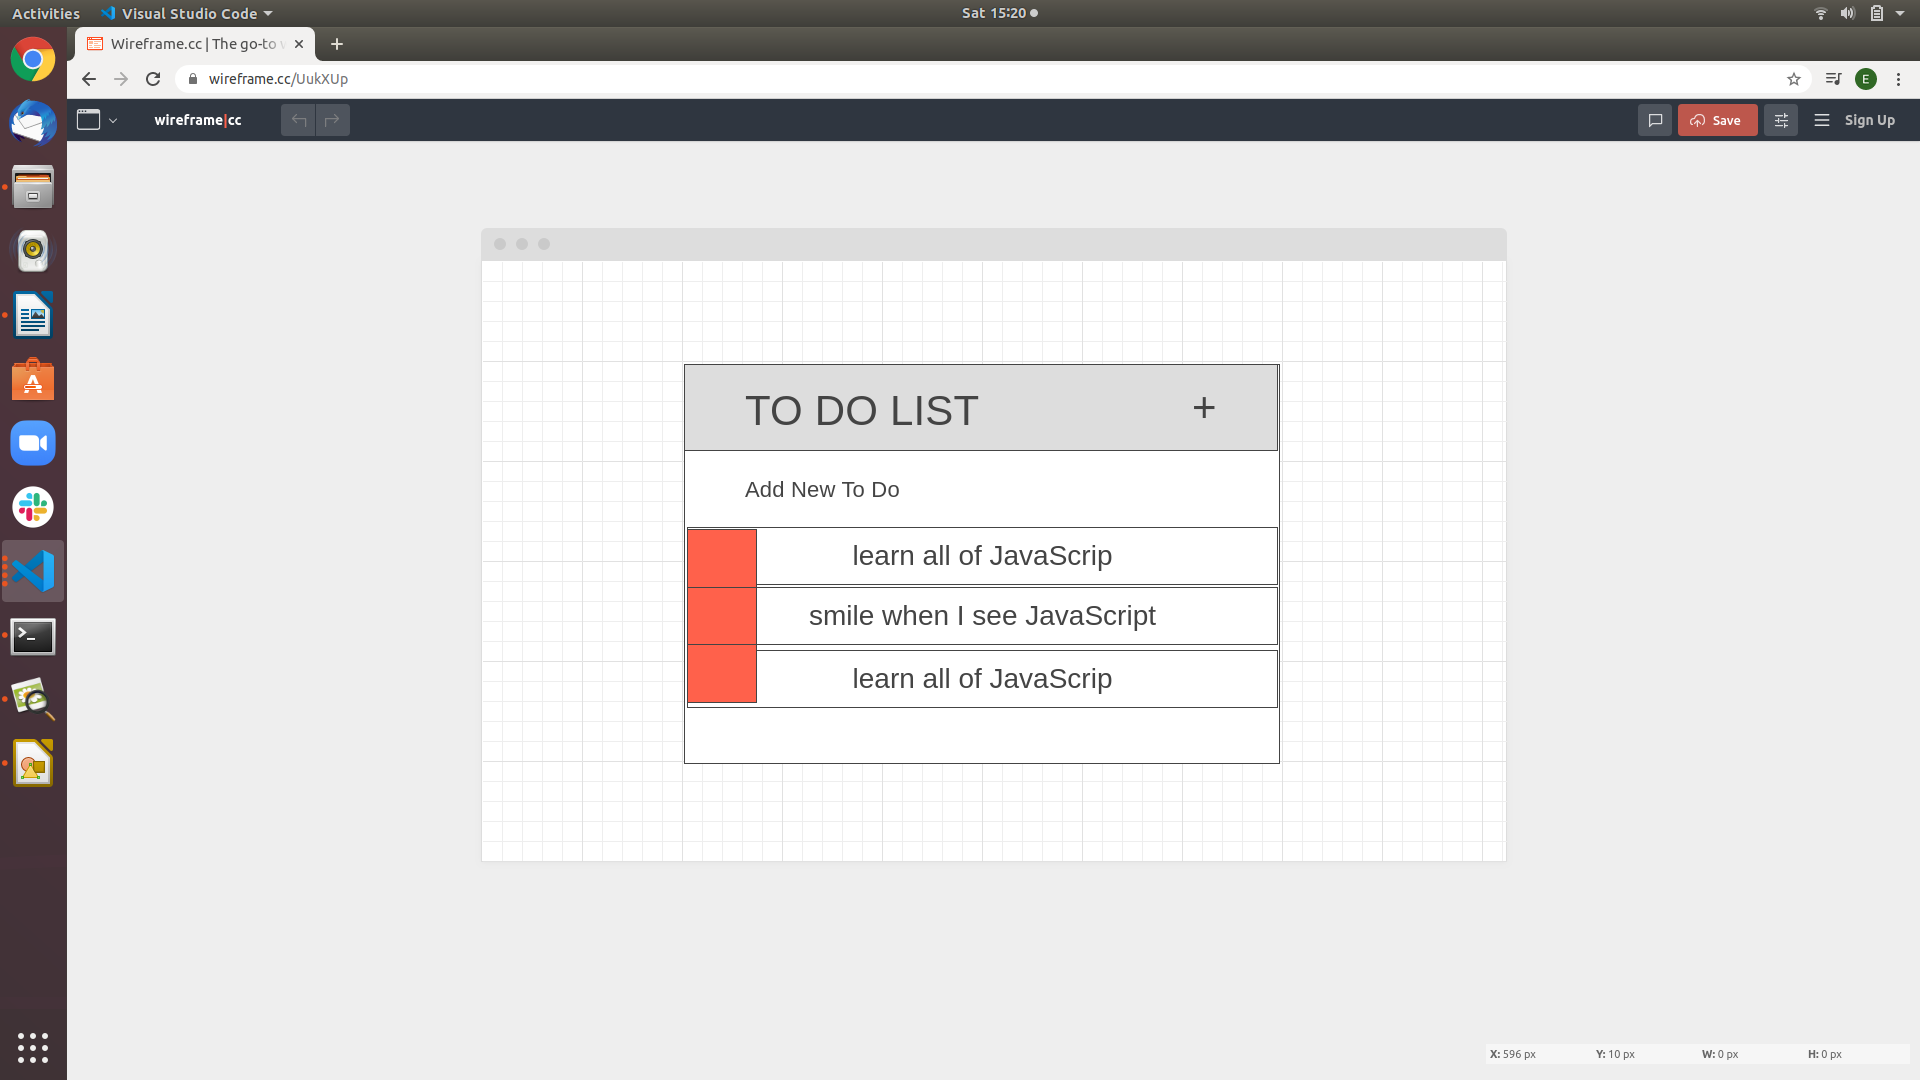 Activities
Visual Studio Code
Sat 15:20
Wireframe.cc | The go-to
wireframe.cc/UukXUp
E
wireframe|cc
Save
Sign Up
TO DO LIST
+
Add New To Do
learn all of JavaScrip
smile when I see JavaScript
learn all of JavaScrip
X: 596 px
Y: 10 px
W: 0 px
H: 0 px